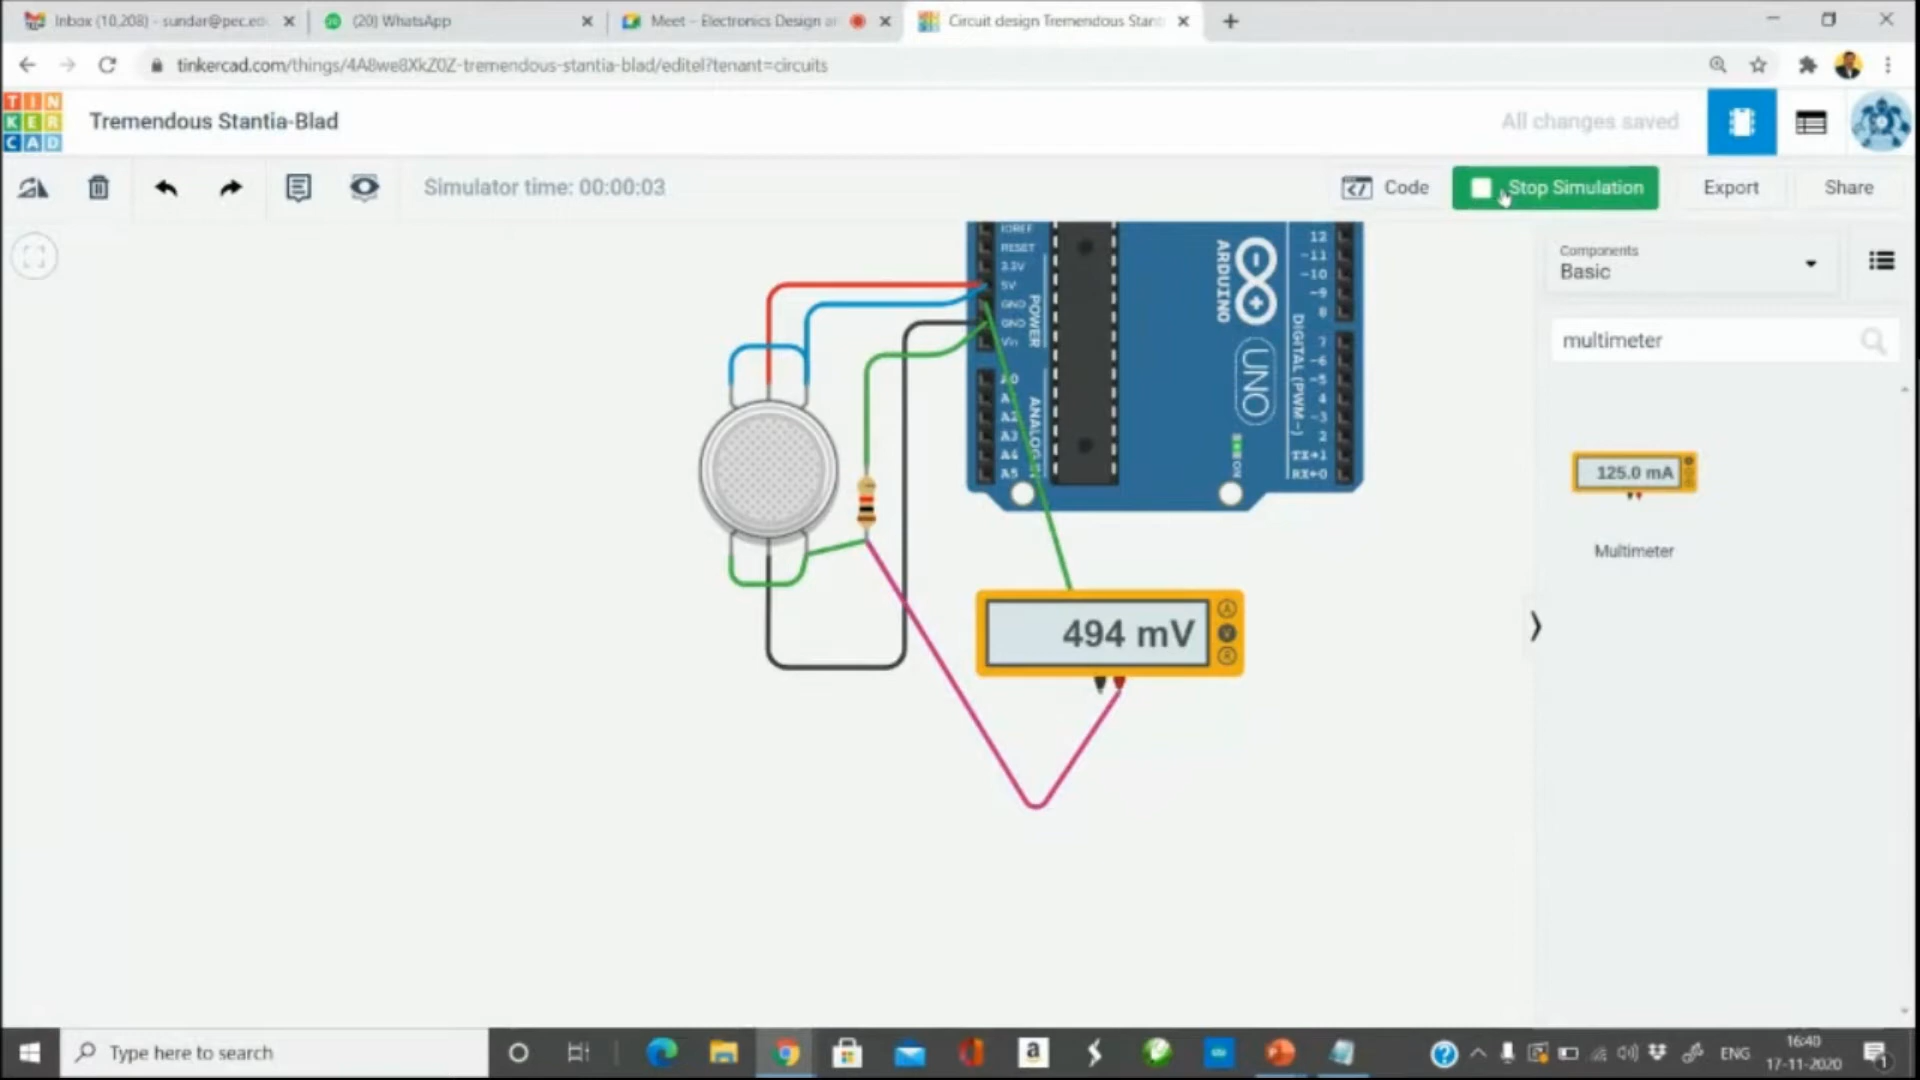 Inbox (10,208) - sundar@pec.ed
(20) WhatsApp
Meet – Electronics Design a
Circuit design Tremendous Stant
tinkercad.com/things/4A8we8XkZ0Z-tremendous-stantia-blad/editel?tenant=circuits
TIN
KER
CAD
Tremendous Stantia-Blad
All changes saved
Simulator time: 00:00:03
Code
Stop Simulation
Export
Share
Components
Basic
multimeter
125.0 mA
Multimeter
IOREF
RESET
3.3V
5V
GND
GND
Vin
POWER
A0
A
A2
A3
A4
A5
ANALOG
ARDUINO
UNO
ON
DIGITAL (PWM~)
12
~11
~10
~9
8
7
~6
~5
4
~3
2
TX→1
RX←0
494 mV
A
V
R
Type here to search
ENG
16:40
17-11-2020
1